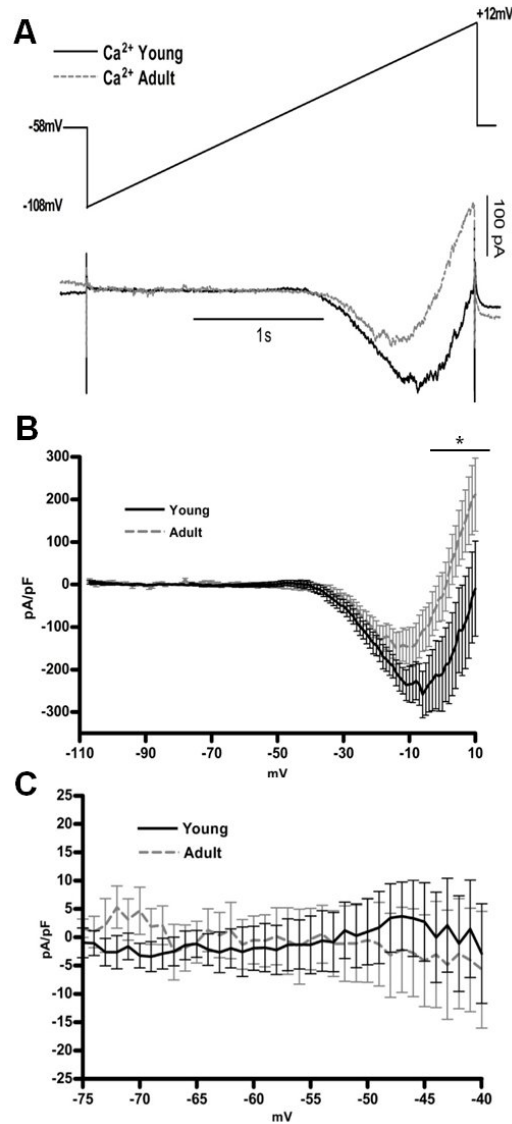 A
+12mV
Ca²⁺ Young
Ca²⁺ Adult
-58mV
-108mV
100 pA
1s
B
*
300
200
100
0
-100
-200
-300
pA/pF
Young
Adult
-110
-90
-70
-50
-30
-10
10
mV
C
25
20
15
10
5
0
-5
-10
-15
-20
-25
pA/pF
Young
Adult
-75
-70
-65
-60
-55
-50
-45
-40
mV